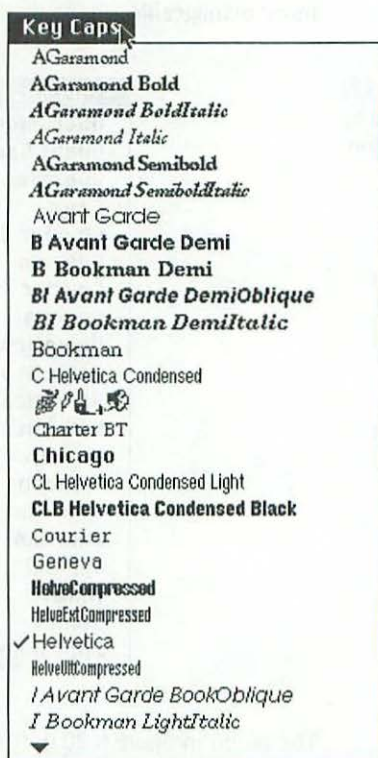 Key Caps
AGaramond
AGaramond Bold
AGaramond BoldItalic
AGaramond Italic
AGaramond Semibold
AGaramond SemiboldItalic
Avant Garde
B Avant Garde Demi
B Bookman Demi
BI Avant Garde DemiOblique
BI Bookman DemiItalic
Bookman
C Helvetica Condensed
Charter BT
Chicago
CL Helvetica Condensed Light
CLB Helvetica Condensed Black
Courier
Geneva
HelveCompressed
HelveExtCompressed
Helvetica
HelveUltCompressed
I Avant Garde BookOblique
I Bookman LightItalic